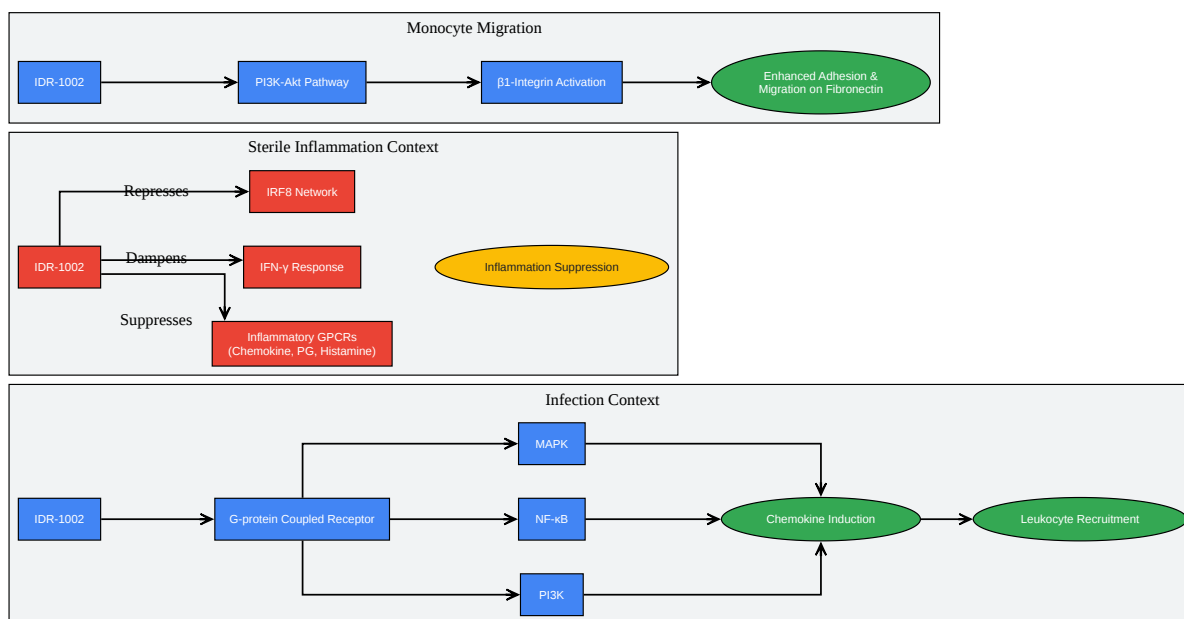 Monocyte Migration
IDR-1002
PI3K-Akt Pathway
β1-Integrin Activation
Enhanced Adhesion &
Migration on Fibronectin
Sterile Inflammation Context
Represses
IRF8 Network
IDR-1002
Dampens
IFN-γ Response
Inflammation Suppression
Suppresses
Inflammatory GPCRs
(Chemokine, PG, Histamine)
Infection Context
MAPK
IDR-1002
G-protein Coupled Receptor
NF-κB
Chemokine Induction
Leukocyte Recruitment
PI3K